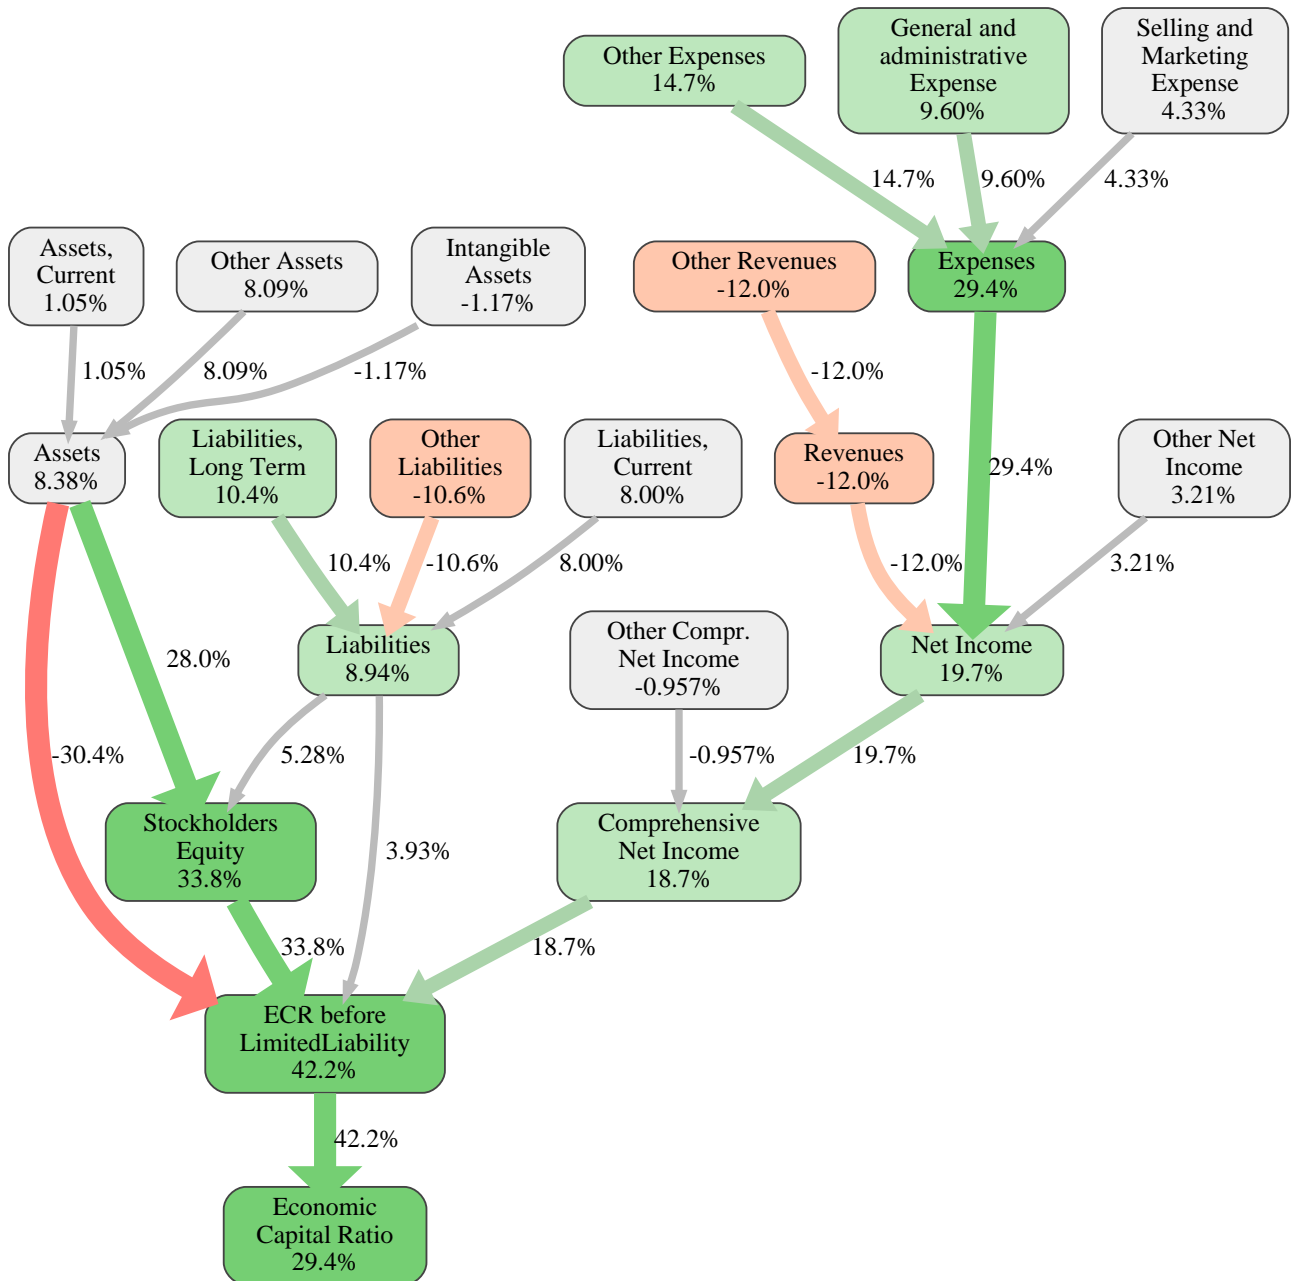 Other Expenses
14.7%
General and
administrative
Expense
9.60%
Selling and
Marketing
Expense
4.33%
14.7%
9.60%
4.33%
Assets,
Current
1.05%
Other Assets
8.09%
Intangible
Assets
-1.17%
Other Revenues
-12.0%
Expenses
29.4%
1.05%
8.09%
-1.17%
-12.0%
Assets
8.38%
Liabilities,
Long Term
10.4%
Other
Liabilities
-10.6%
Liabilities,
Current
8.00%
Revenues
-12.0%
29.4%
Other Net
Income
3.21%
10.4%
-10.6%
8.00%
-12.0%
3.21%
28.0%
Liabilities
8.94%
Other Compr.
Net Income
-0.957%
Net Income
19.7%
-30.4%
5.28%
-0.957%
19.7%
Stockholders
Equity
33.8%
3.93%
Comprehensive
Net Income
18.7%
33.8%
18.7%
ECR before
LimitedLiability
42.2%
42.2%
Economic
Capital Ratio
29.4%